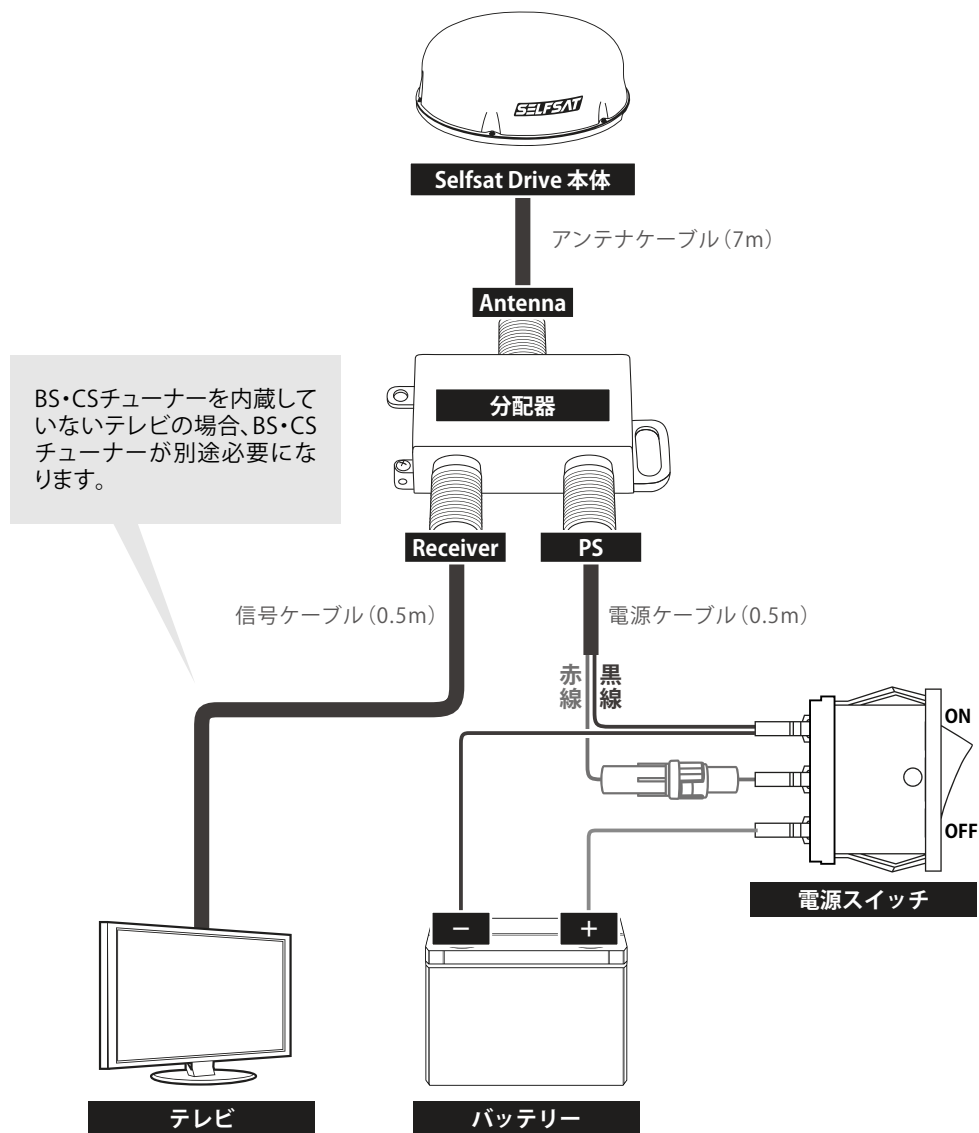 SELFSAT
Selfsat Drive 本体
アンテナケーブル（7m）
Antenna
分配器
BS・CSチューナーを内蔵して
いないテレビの場合、BS・CS
チューナーが別途必要にな
ります。
Receiver
PS
信号ケーブル（0.5m）
電源ケーブル（0.5m）
赤線
黒線
ON
OFF
電源スイッチ
−
+
テレビ
バッテリー